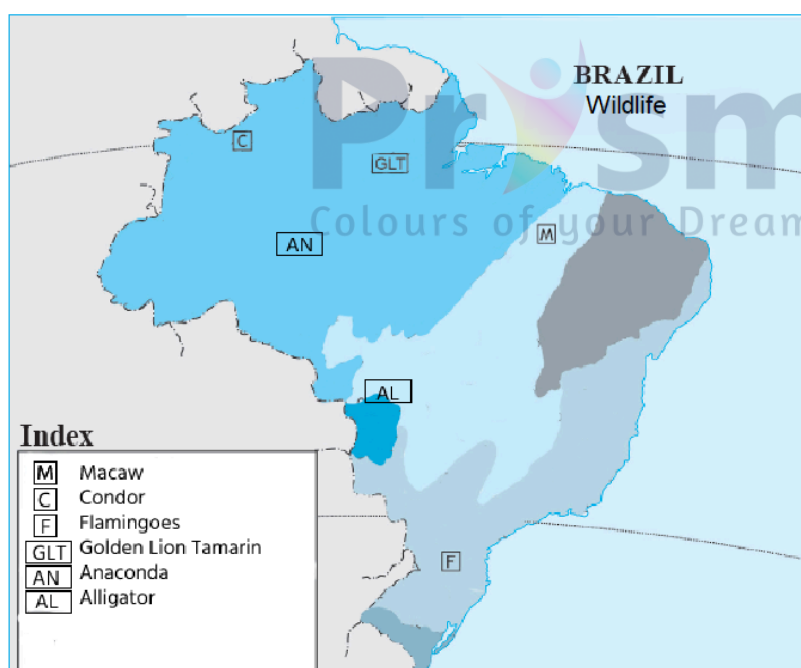 BRAZIL
Wildlife
Prism
Colours of your Dream
C
GLT
M
AN
AL
F
Index
M Macaw
C Condor
F Flamingoes
GLT Golden Lion Tamarin
AN Anaconda
AL Alligator